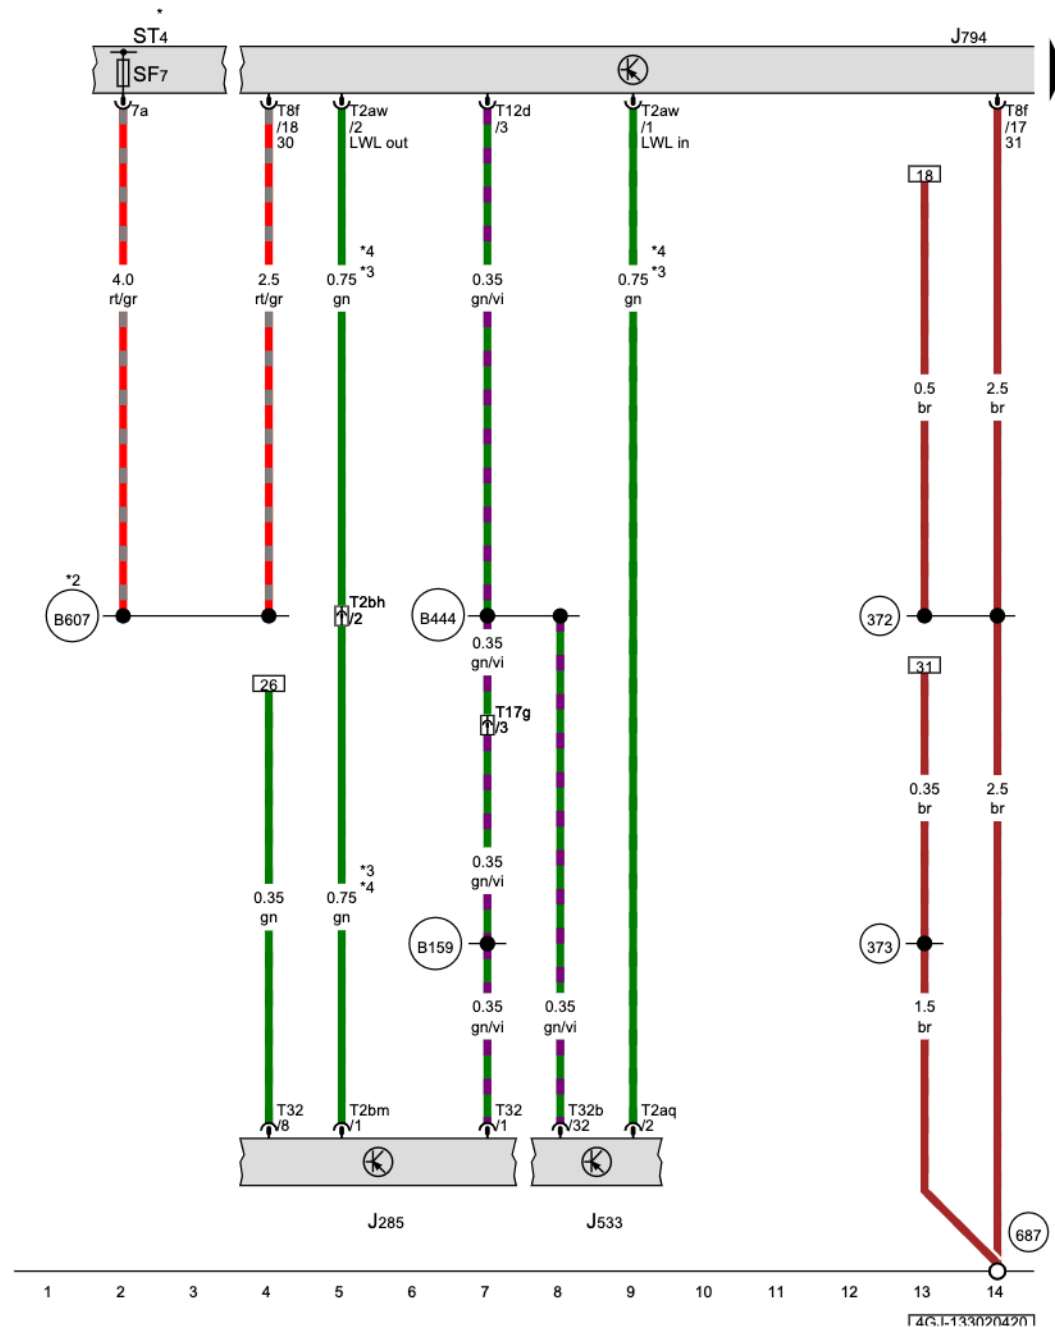 *
ST4
J794
SF7
7a
T8f
/18
30
T2aw
/2
LWL out
T12d
/3
T2aw
/1
LWL in
T8f
/17
31
18
*4
*3
*4
*3
4.0
rt/gr
2.5
rt/gr
0.75
gn
0.35
gn/vi
0.75
gn
0.5
br
2.5
br
*2
B607
T2bh
/2
B444
372
0.35
gn/vi
31
26
T17g
/3
0.35
br
2.5
br
0.35
gn/vi
*3
*4
0.35
gn
0.75
gn
B159
373
0.35
gn/vi
0.35
gn/vi
1.5
br
T32
/8
T2bm
/1
T32
/1
T32b
/32
T2aq
/2
J285
J533
687
1 2 3 4 5 6 7 8 9 10 11 12 13 14
4GJ-133020420